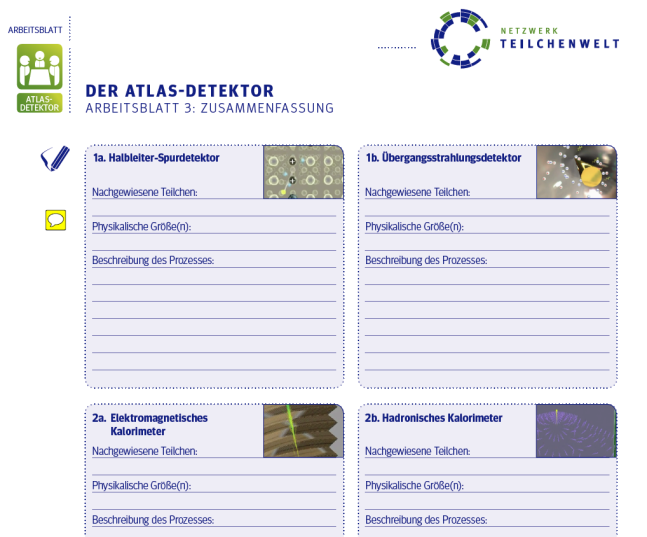 ARBEITSBLATT
NETZWERK
TEILCHENWELT
ATLAS-
DETEKTOR
DER ATLAS-DETEKTOR
ARBEITSBLATT 3: ZUSAMMENFASSUNG
1a. Halbleiter-Spurdetektor
Nachgewiesene Teilchen:
Physikalische Größe(n):
Beschreibung des Prozesses:
1b. Übergangsstrahlungsdetektor
Nachgewiesene Teilchen:
Physikalische Größe(n):
Beschreibung des Prozesses:
2a. Elektromagnetisches
Kalorimeter
Nachgewiesene Teilchen:
Physikalische Größe(n):
Beschreibung des Prozesses:
2b. Hadronisches Kalorimeter
Nachgewiesene Teilchen:
Physikalische Größe(n):
Beschreibung des Prozesses: